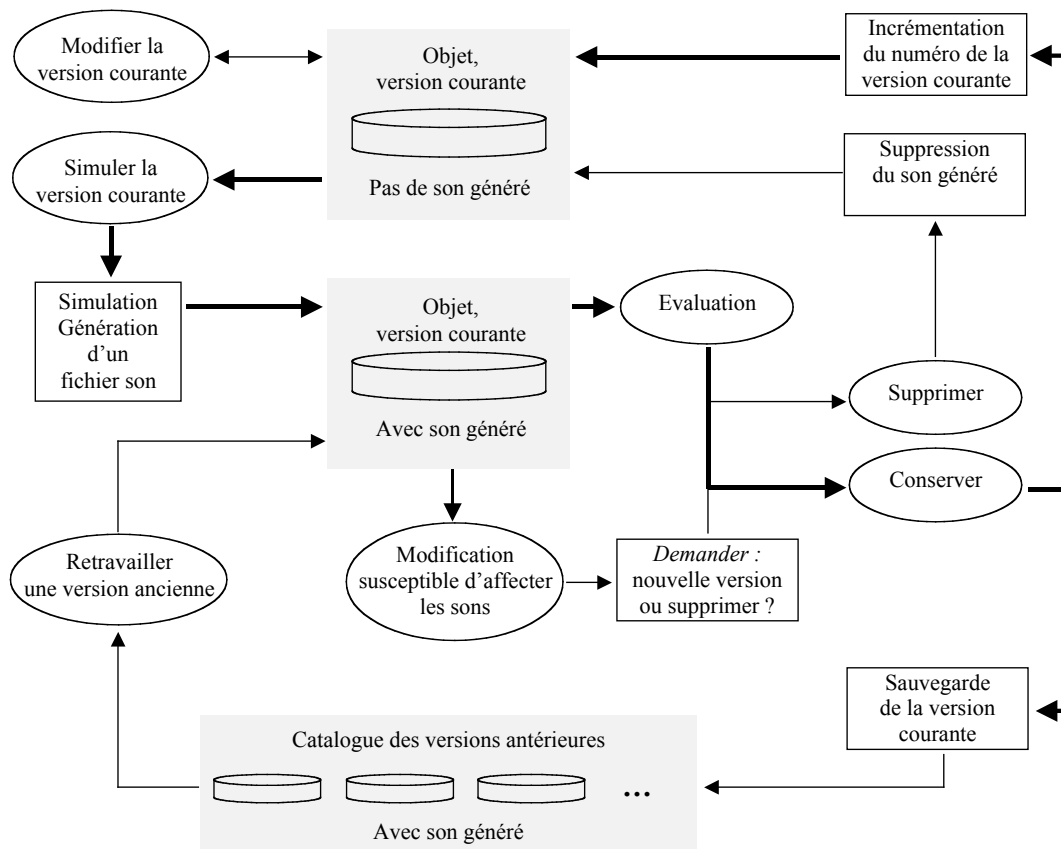 Modifier la
version courante
Objet,
version courante
Pas de son généré
Incrémentation
du numéro de la
version courante
Simuler la
version courante
Suppression
du son généré
Simulation
Génération
d’un
fichier son
Objet,
version courante
Avec son généré
Evaluation
Supprimer
Conserver
Retravailler
une version ancienne
Modification
susceptible d’affecter
les sons
Demander :
nouvelle version
ou supprimer ?
Sauvegarde
de la version
courante
Catalogue des versions antérieures
...
Avec son généré